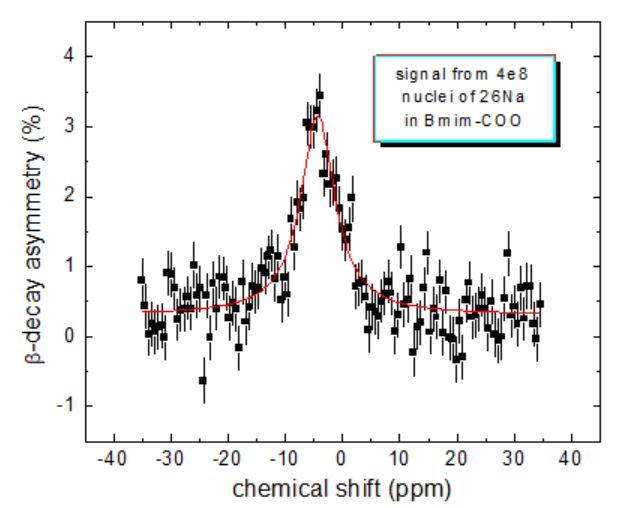 4
3
2
1
0
-1
β-decay asymmetry (%)
signal from 4e8
nuclei of 26Na
in Bmim-COO
-40 -30 -20 -10 0 10 20 30 40
chemical shift (ppm)